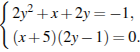 2y² + x + 2y = −1,
(x + 5)(2y − 1) = 0.